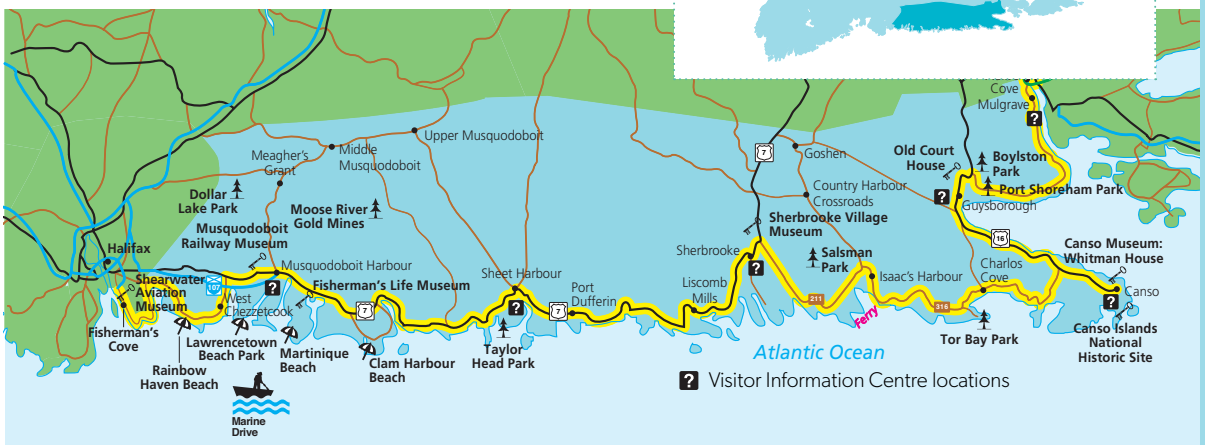 Cove
Mulgrave
?
Upper Musquodoboit
Middle
Musquodoboit
Meagher's
Grant
7
Goshen
Old Court
House
Boylston
Park
Dollar
Lake Park
Moose River
Gold Mines
Country Harbour
Crossroads
?
Port Shoreham Park
Guysborough
Musquodoboit
Railway Museum
Sherbrooke Village
Museum
16
Halifax
Sherbrooke
Salsman
Park
Canso Museum:
Whitman House
Musquodoboit Harbour
Shearwater
Aviation
Museum
107
?
Fisherman's Life Museum
Sheet Harbour
?
Liscomb
Mills
Isaac's Harbour
Charlos
Cove
Canso
?
West
Chezzetcook
7
?
7
Port
Dufferin
211
316
Ferry
Fisherman's
Cove
Lawrencetown
Beach Park
Rainbow
Haven Beach
Martinique
Beach
Clam Harbour
Beach
Taylor
Head Park
Tor Bay Park
Canso Islands
National
Historic Site
Atlantic Ocean
? Visitor Information Centre locations
Marine
Drive